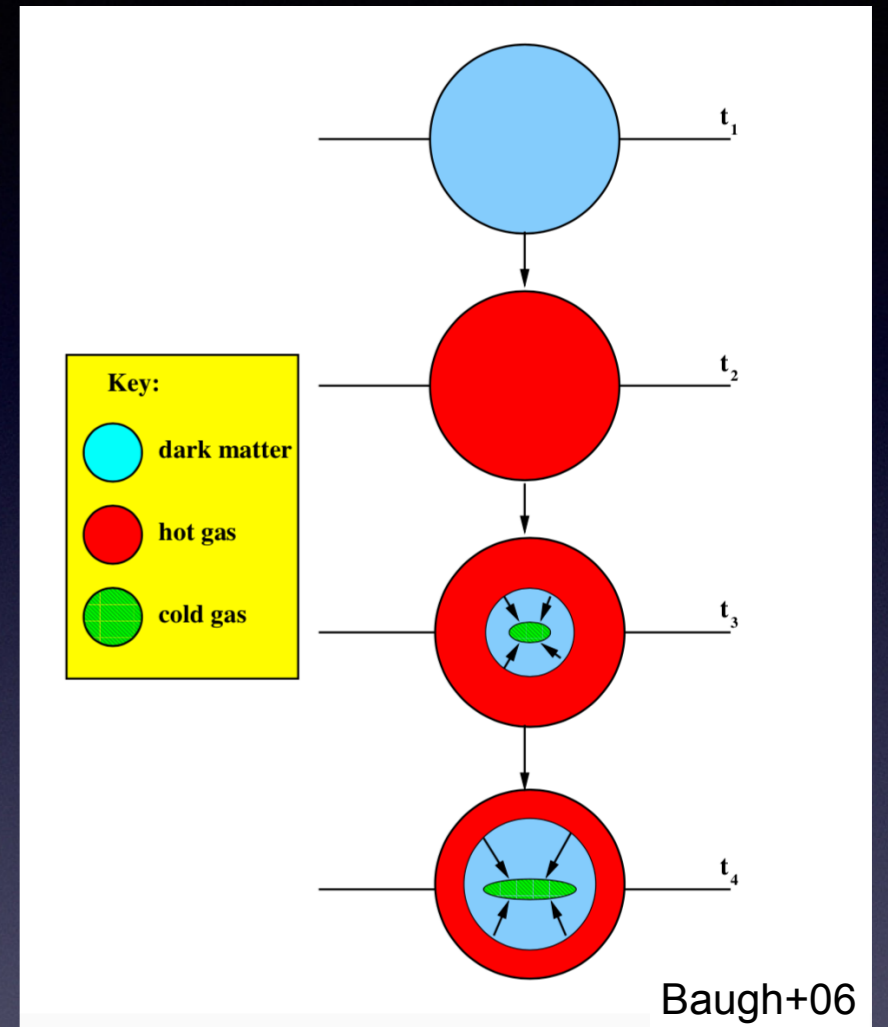 t1
t2
Key:
dark matter
hot gas
cold gas
t3
t4
Baugh+06